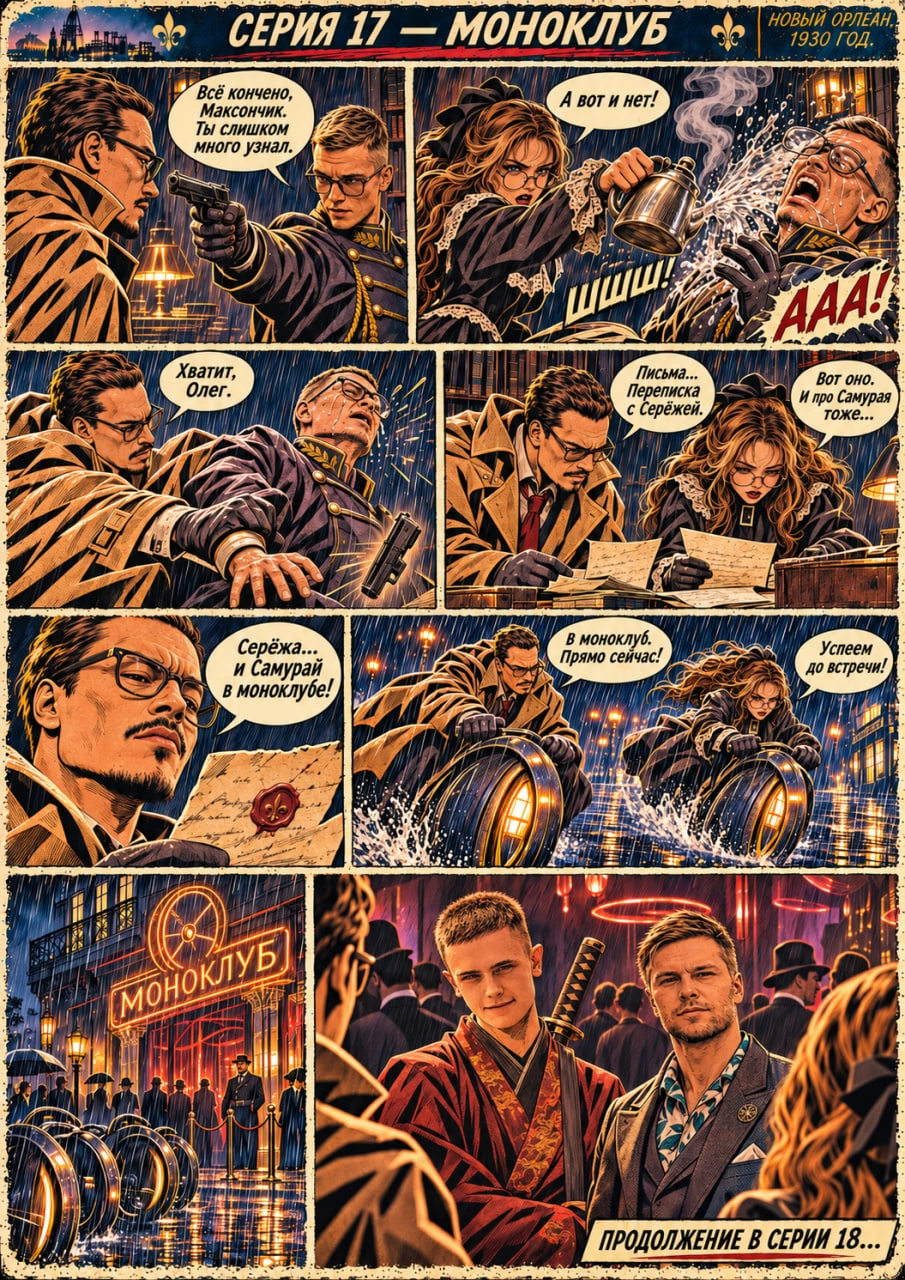 СЕРИЯ 17 — МОНОКЛУБ
НОВЫЙ ОРЛЕАН.
1930 ГОД.
Всё кончено,
Максончик.
Ты слишком
много узнал.
А вот и нет!
ШШШ!
ААА!
Хватит,
Олег.
Письма...
Переписка
с Серёжей.
Вот оно.
И про Самурая
тоже...
Серёжа...
и Самурай
в моноклубе!
В моноклуб.
Прямо сейчас!
Успеем
до встречи!
МОНОКЛУБ
ПРОДОЛЖЕНИЕ В СЕРИИ 18...